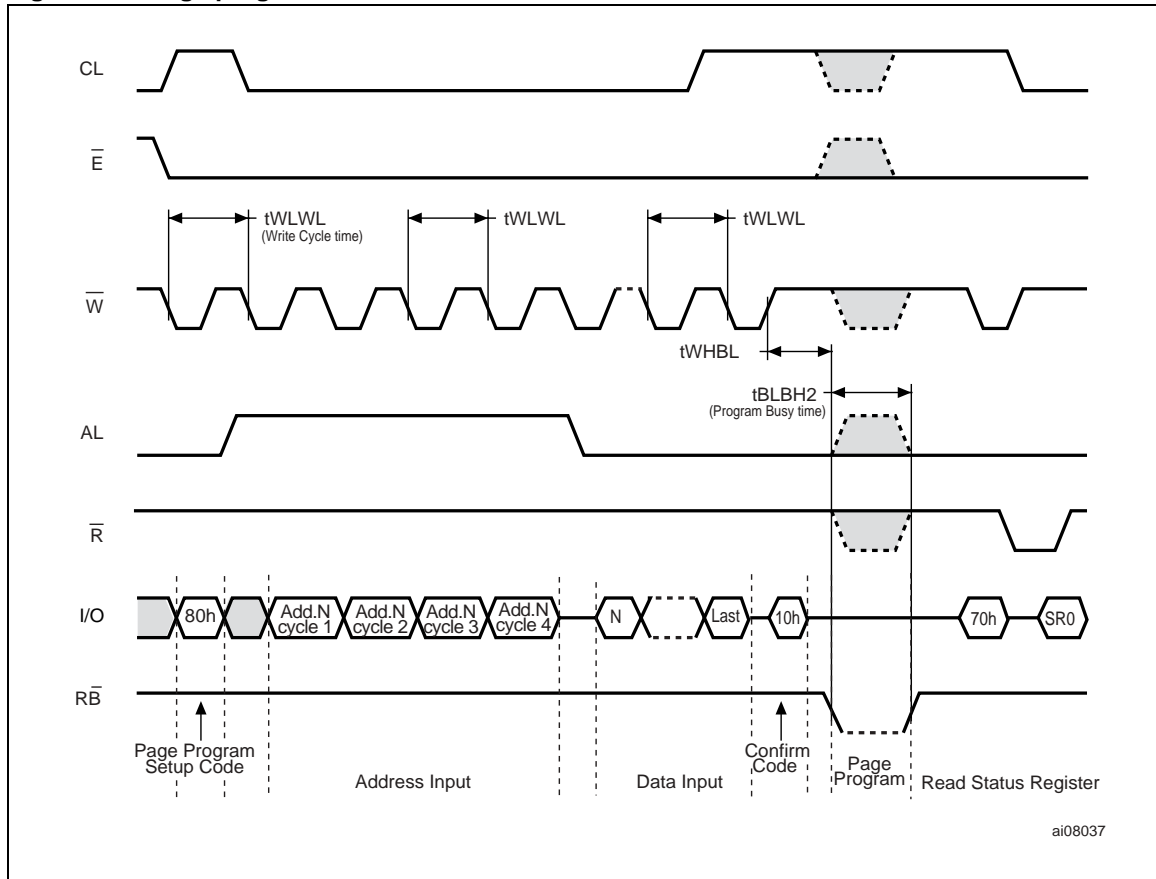 CL
E̅
tWLWL
(Write Cycle time)
tWLWL
tWLWL
W̅
tWHBL
tBLBH2
(Program Busy time)
AL
R̅
I/O
80h
Add.N
cycle 1
Add.N
cycle 2
Add.N
cycle 3
Add.N
cycle 4
N
Last
10h
70h
SR0
RB̅
Page Program
Setup Code
Address Input
Data Input
Confirm
Code
Page
Program
Read Status Register
ai08037